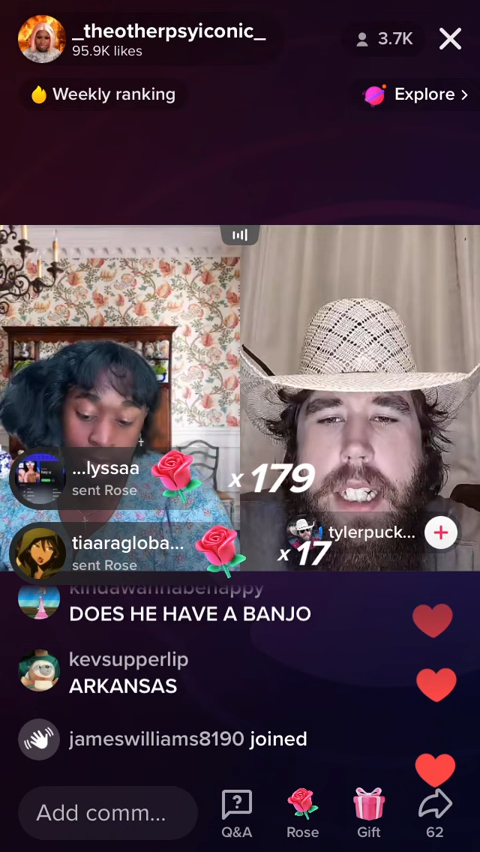 _theotherpsyiconic_
95.9K likes
3.7K
Weekly ranking
Explore >
...lyssaa
sent Rose
x 179
tiaaragloba...
sent Rose
x 17
tylerpuck...
kindawannabehappy
DOES HE HAVE A BANJO
kevsupperlip
ARKANSAS
jameswilliams8190 joined
Add comm...
Q&A
Rose
Gift
62